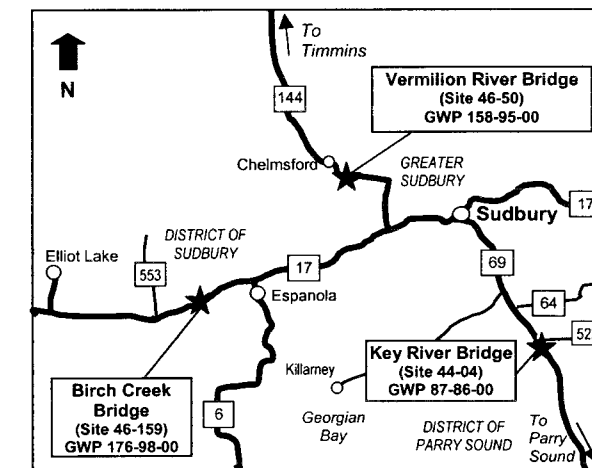 To
Timmins
N
144
Vermilion River Bridge
(Site 46-50)
GWP 158-95-00
Chelmsford
GREATER
SUDBURY
17
Sudbury
DISTRICT OF
SUDBURY
Elliot Lake
553
17
69
Espanola
64
52
Key River Bridge
(Site 44-04)
GWP 87-86-00
Killarney
Birch Creek
Bridge
(Site 46-159)
GWP 176-98-00
6
Georgian
Bay
DISTRICT OF
PARRY SOUND
To
Parry
Sound